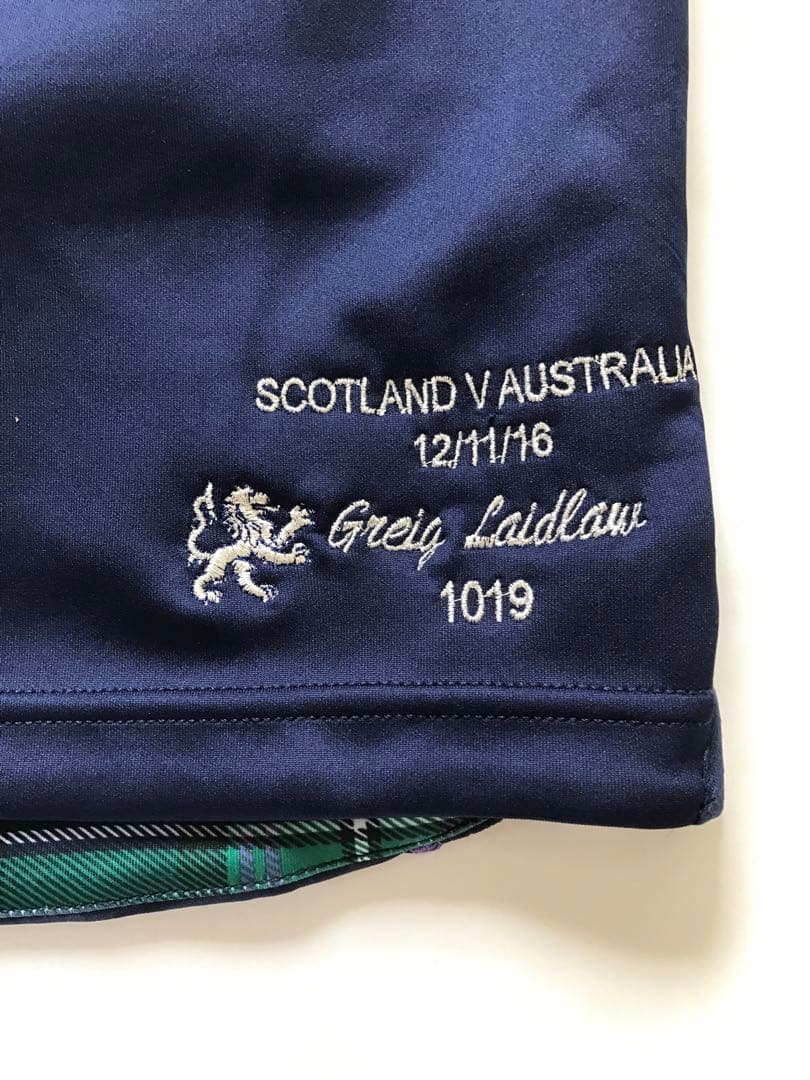 SCOTLAND V AUSTRALIA
12/11/16
Greig Laidlaw
1019